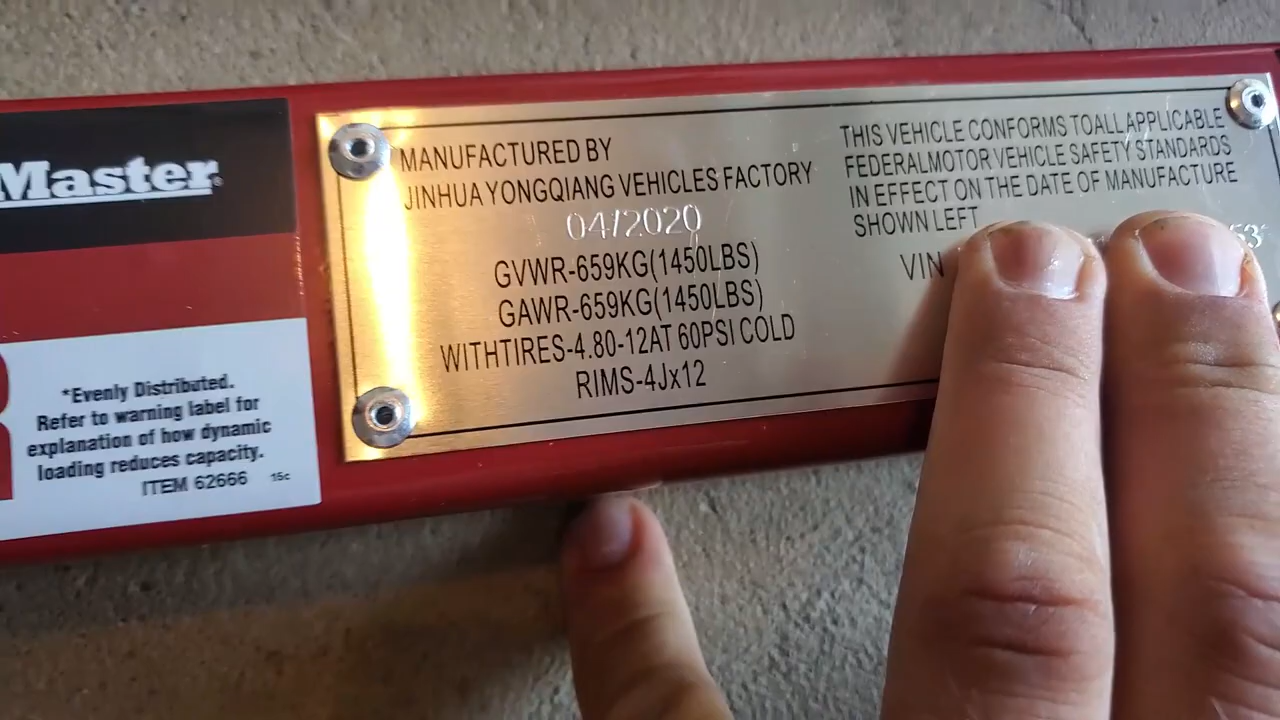 Master
*Evenly Distributed.
Refer to warning label for
explanation of how dynamic
loading reduces capacity.
ITEM 62666 15c
MANUFACTURED BY
JINHUA YONGQIANG VEHICLES FACTORY
04/2020
GVWR-659KG(1450LBS)
GAWR-659KG(1450LBS)
WITHTIRES-4.80-12AT 60PSI COLD
RIMS-4Jx12
THIS VEHICLE CONFORMS TOALLAPPLICABLE
FEDERALMOTOR VEHICLE SAFETY STANDARDS
IN EFFECT ON THE DATE OF MANUFACTURE
SHOWN LEFT
VIN 53